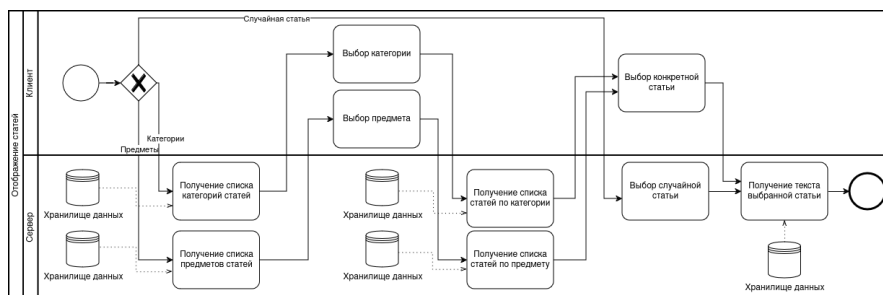 Отображение статей
Клиент
Сервер
Случайная статья
Категории
Предметы
Выбор категории
Выбор предмета
Выбор конкретной
статьи
Хранилище данных
Получение списка
категорий статей
Хранилище данных
Получение списка
предметов статей
Хранилище данных
Получение списка
статей по категории
Хранилище данных
Получение списка
статей по предмету
Выбор случайной
статьи
Получение текста
выбранной статьи
Хранилище данных